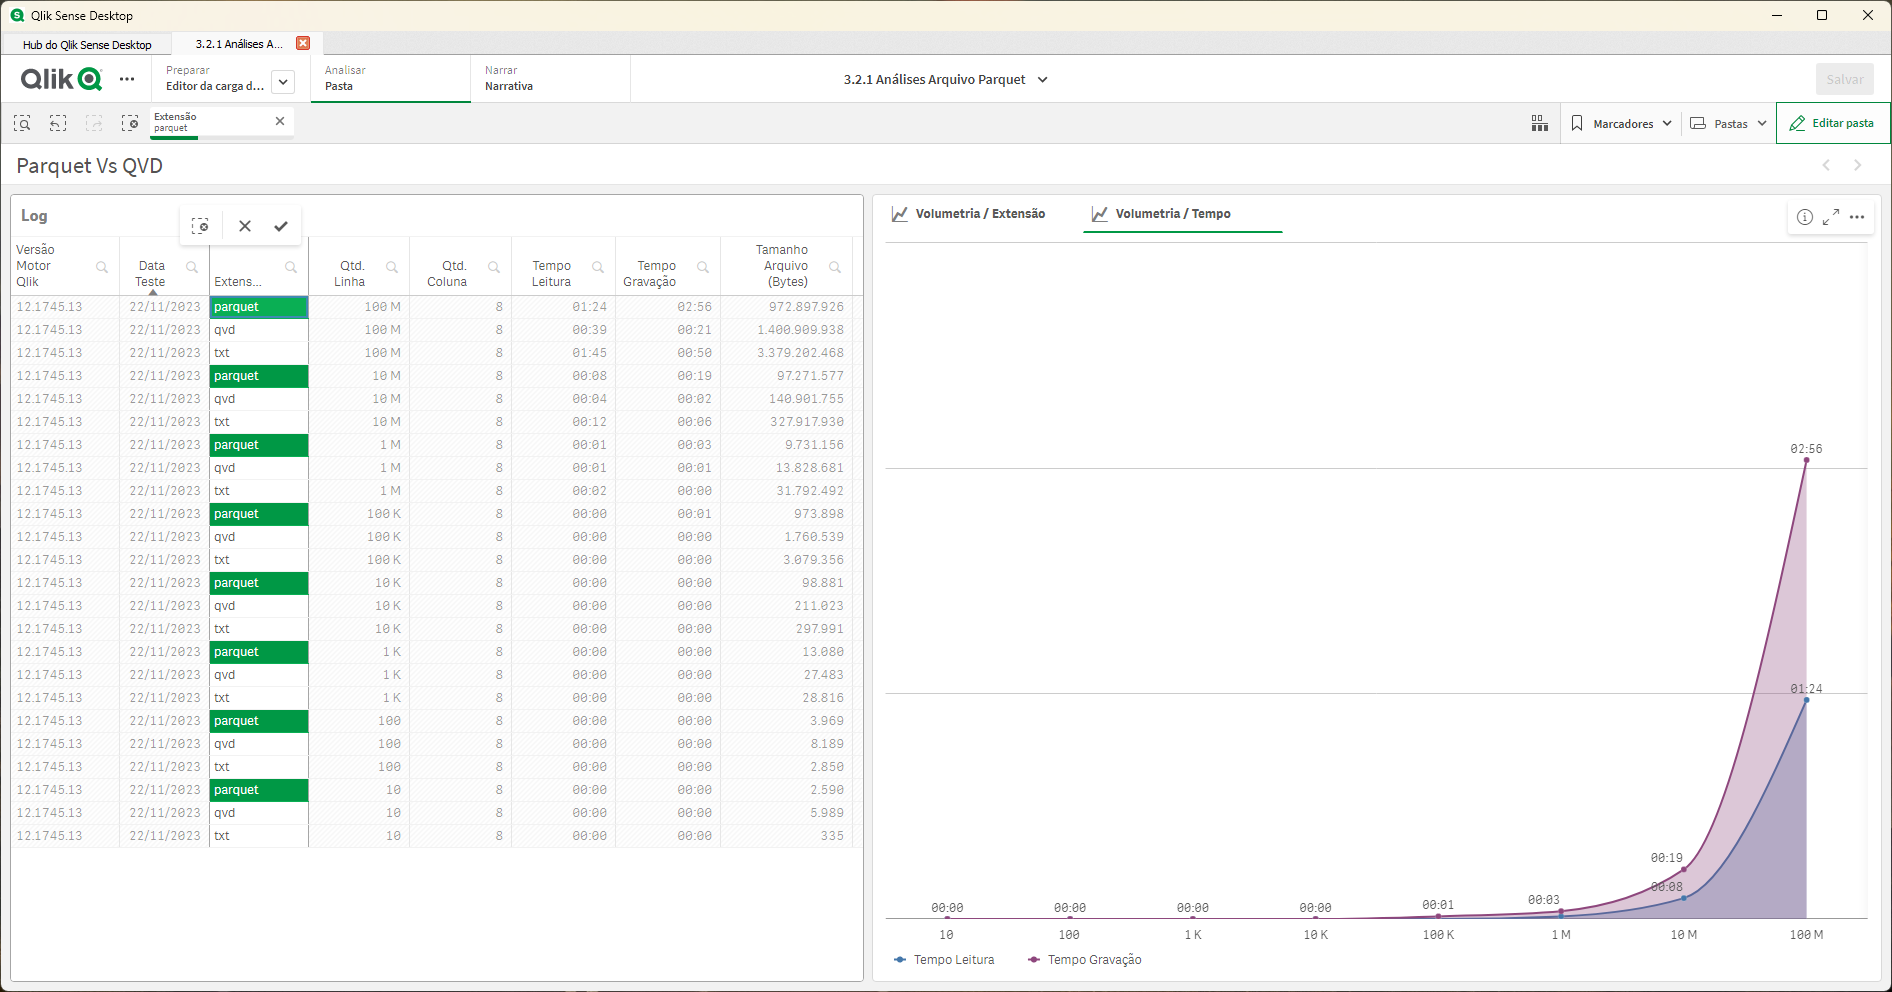 Qlik Sense Desktop
Hub do Qlik Sense Desktop
3.2.1 Análises A...
Qlik
Preparar
Editor da carga d...
Analisar
Pasta
Narrar
Narrativa
3.2.1 Análises Arquivo Parquet
Salvar
Extensão
parquet
Marcadores
Pastas
Editar pasta
Parquet Vs QVD
Log
Versão Motor Qlik Data Teste Extens... Qtd. Linha Qtd. Coluna Tempo Leitura Tempo Gravação Tamanho Arquivo (Bytes)
12.1745.13 22/11/2023 parquet 100 M 8 01:24 02:56 972.897.926
12.1745.13 22/11/2023 qvd 100 M 8 00:39 00:21 1.400.909.938
12.1745.13 22/11/2023 txt 100 M 8 01:45 00:50 3.379.202.468
12.1745.13 22/11/2023 parquet 10 M 8 00:08 00:19 97.271.577
12.1745.13 22/11/2023 qvd 10 M 8 00:04 00:02 140.901.755
12.1745.13 22/11/2023 txt 10 M 8 00:12 00:06 327.917.930
12.1745.13 22/11/2023 parquet 1 M 8 00:01 00:03 9.731.156
12.1745.13 22/11/2023 qvd 1 M 8 00:01 00:01 13.828.681
12.1745.13 22/11/2023 txt 1 M 8 00:02 00:00 31.792.492
12.1745.13 22/11/2023 parquet 100 K 8 00:00 00:01 973.898
12.1745.13 22/11/2023 qvd 100 K 8 00:00 00:00 1.760.539
12.1745.13 22/11/2023 txt 100 K 8 00:00 00:00 3.079.356
12.1745.13 22/11/2023 parquet 10 K 8 00:00 00:00 98.881
12.1745.13 22/11/2023 qvd 10 K 8 00:00 00:00 211.023
12.1745.13 22/11/2023 txt 10 K 8 00:00 00:00 297.991
12.1745.13 22/11/2023 parquet 1 K 8 00:00 00:00 13.080
12.1745.13 22/11/2023 qvd 1 K 8 00:00 00:00 27.483
12.1745.13 22/11/2023 txt 1 K 8 00:00 00:00 28.816
12.1745.13 22/11/2023 parquet 100 8 00:00 00:00 3.969
12.1745.13 22/11/2023 qvd 100 8 00:00 00:00 8.189
12.1745.13 22/11/2023 txt 100 8 00:00 00:00 2.850
12.1745.13 22/11/2023 parquet 10 8 00:00 00:00 2.590
12.1745.13 22/11/2023 qvd 10 8 00:00 00:00 5.989
12.1745.13 22/11/2023 txt 10 8 00:00 00:00 335
Volumetria / Extensão
Volumetria / Tempo
02:56
01:24
00:19
00:08
00:00 00:00 00:00 00:00 00:01 00:03
10 100 1 K 10 K 100 K 1 M 10 M 100 M
Tempo Leitura Tempo Gravação